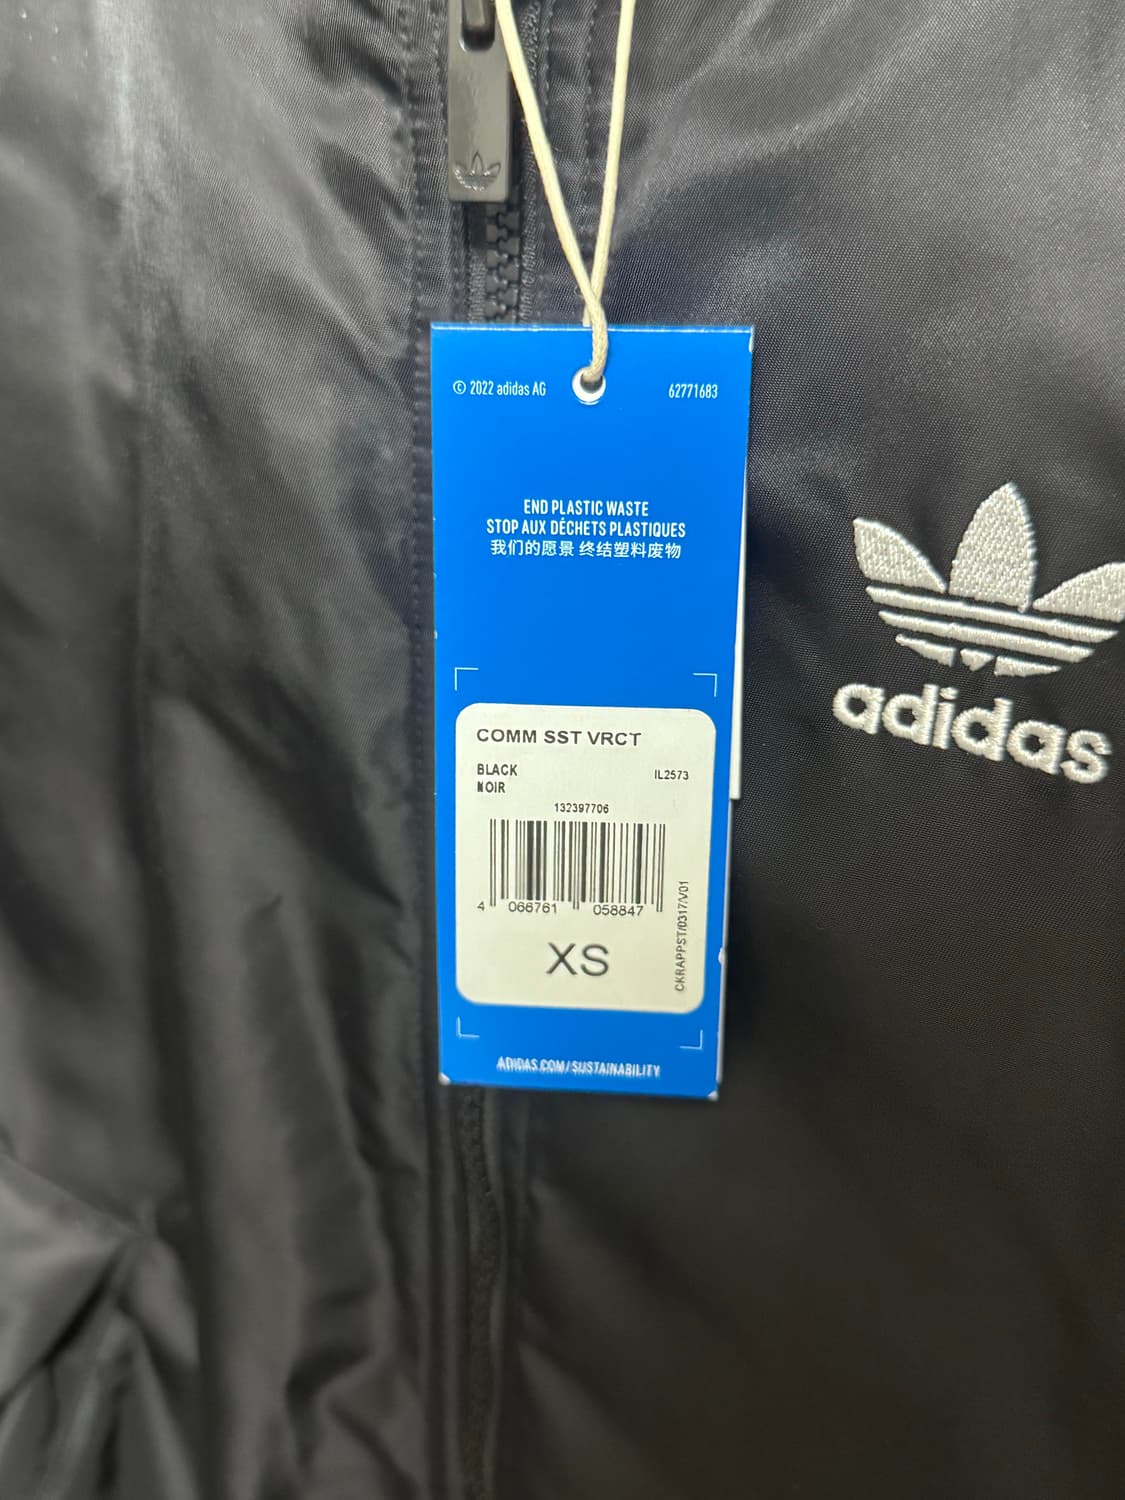 © 2022 adidas AG
62771683
END PLASTIC WASTE
STOP AUX DÉCHETS PLASTIQUES
我们的愿景 终结塑料废物
adidas
COMM SST VRCT
BLACK
IL2573
NOIR
132397706
4 066761 058847
CKRAPPST/0317/V01
XS
ADIDAS.COM/SUSTAINABILITY